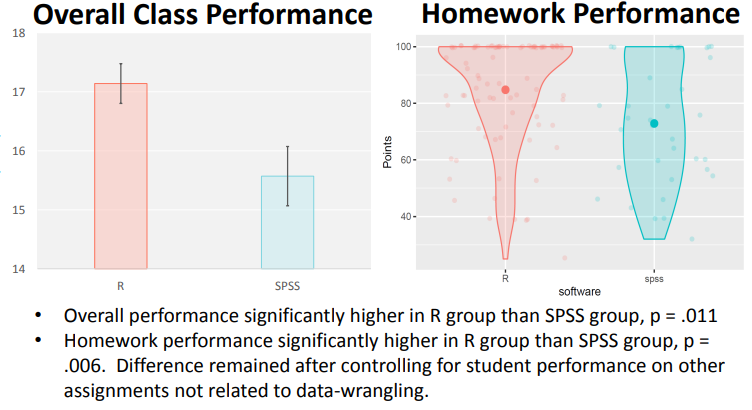 Overall Class Performance
Homework Performance
18
17
16
15
14
R
SPSS
100
80
60
40
Points
R
spss
software
• Overall performance significantly higher in R group than SPSS group, p = .011
• Homework performance significantly higher in R group than SPSS group, p =
.006. Difference remained after controlling for student performance on other
assignments not related to data-wrangling.